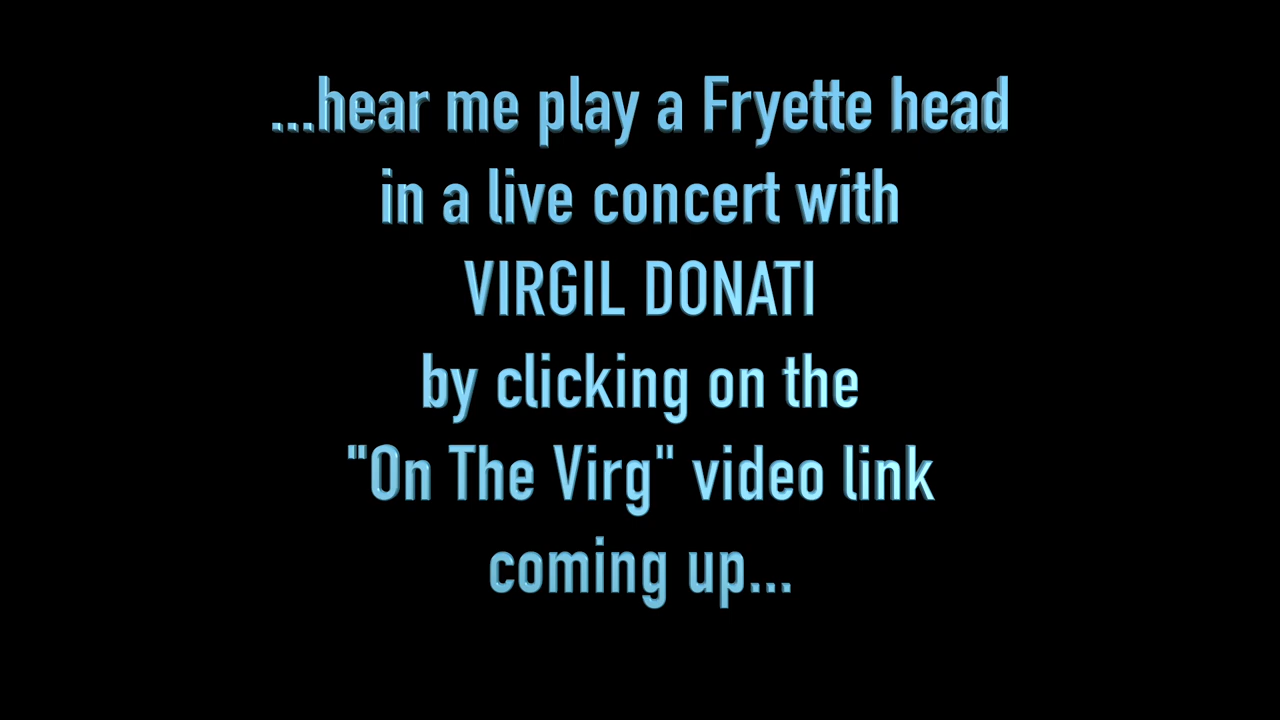 ...hear me play a Fryette head
in a live concert with
VIRGIL DONATI
by clicking on the
"On The Virg" video link
coming up...